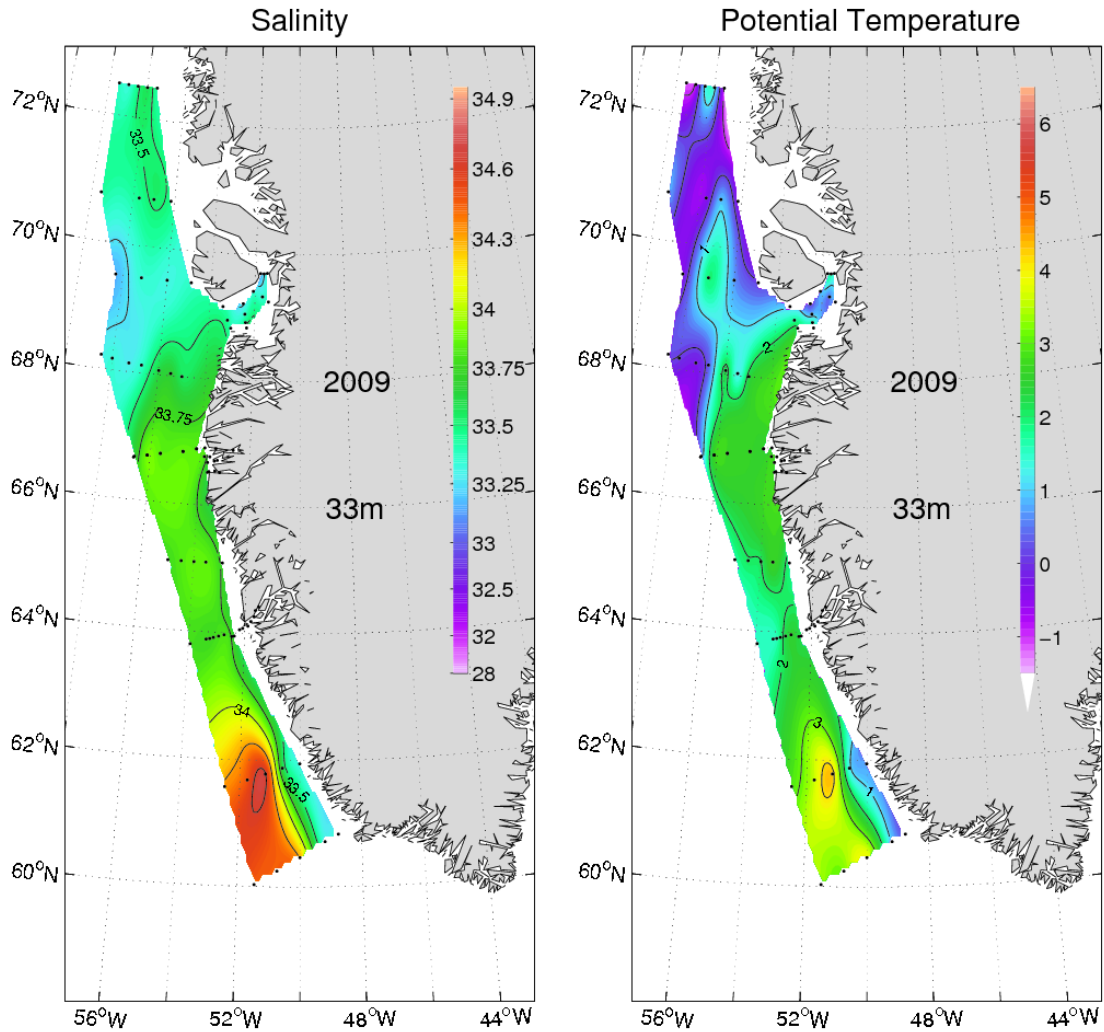 Salinity
72°N
70°N
68°N
66°N
64°N
62°N
60°N
56°W
52°W
48°W
44°W
33.5
33.75
34
33.5
2009
33m
34.9
34.6
34.3
34
33.75
33.5
33.25
33
32.5
32
28
Potential Temperature
72°N
70°N
68°N
66°N
64°N
62°N
60°N
56°W
52°W
48°W
44°W
1
2
2
3
1
2009
33m
6
5
4
3
2
1
0
−1